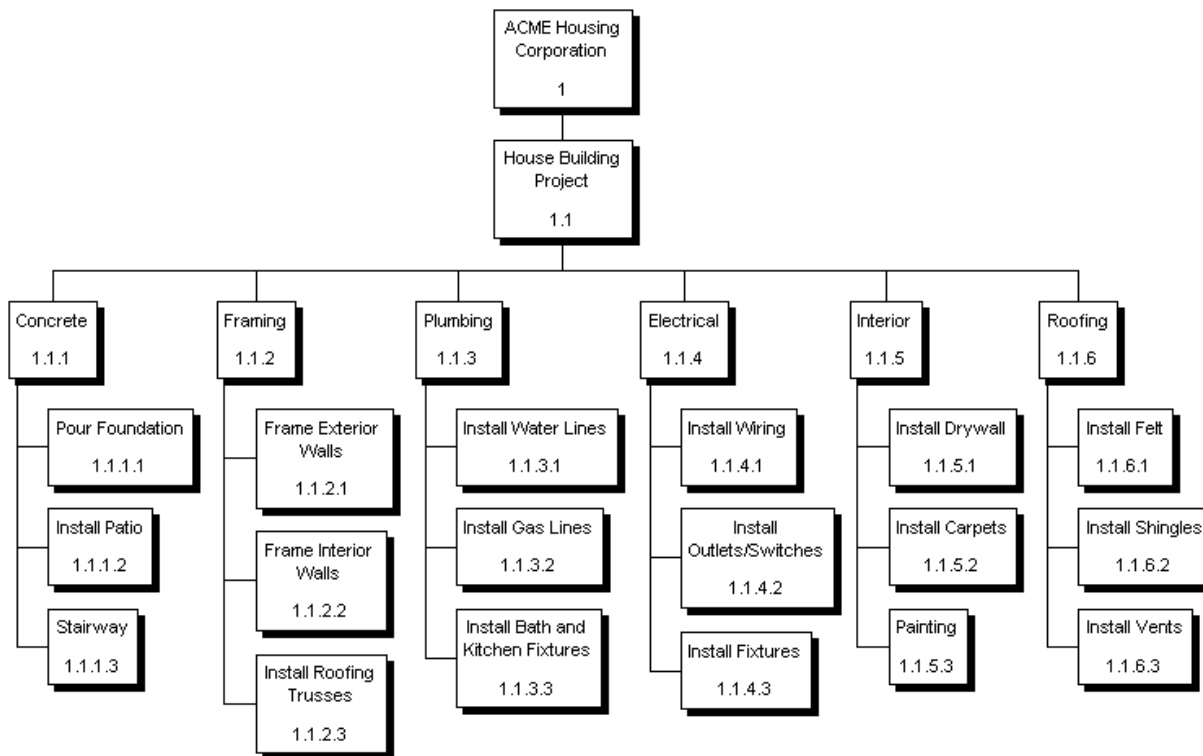 ACME Housing
Corporation
1
House Building
Project
1.1
Concrete
1.1.1
Framing
1.1.2
Plumbing
1.1.3
Electrical
1.1.4
Interior
1.1.5
Roofing
1.1.6
Pour Foundation
1.1.1.1
Install Patio
1.1.1.2
Stairway
1.1.1.3
Frame Exterior
Walls
1.1.2.1
Frame Interior
Walls
1.1.2.2
Install Roofing
Trusses
1.1.2.3
Install Water Lines
1.1.3.1
Install Gas Lines
1.1.3.2
Install Bath and
Kitchen Fixtures
1.1.3.3
Install Wiring
1.1.4.1
Install
Outlets/Switches
1.1.4.2
Install Fixtures
1.1.4.3
Install Drywall
1.1.5.1
Install Carpets
1.1.5.2
Painting
1.1.5.3
Install Felt
1.1.6.1
Install Shingles
1.1.6.2
Install Vents
1.1.6.3